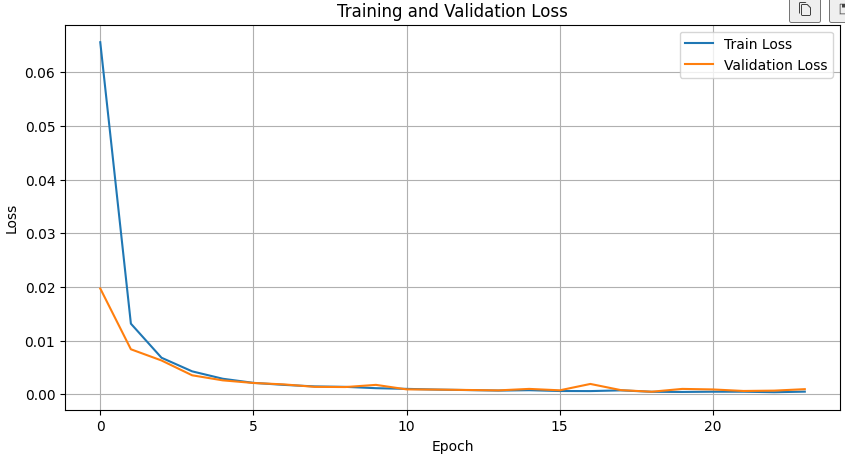 Training and Validation Loss
Train Loss
Validation Loss
0.06
0.05
0.04
0.03
0.02
0.01
0.00
Loss
0 5 10 15 20
Epoch